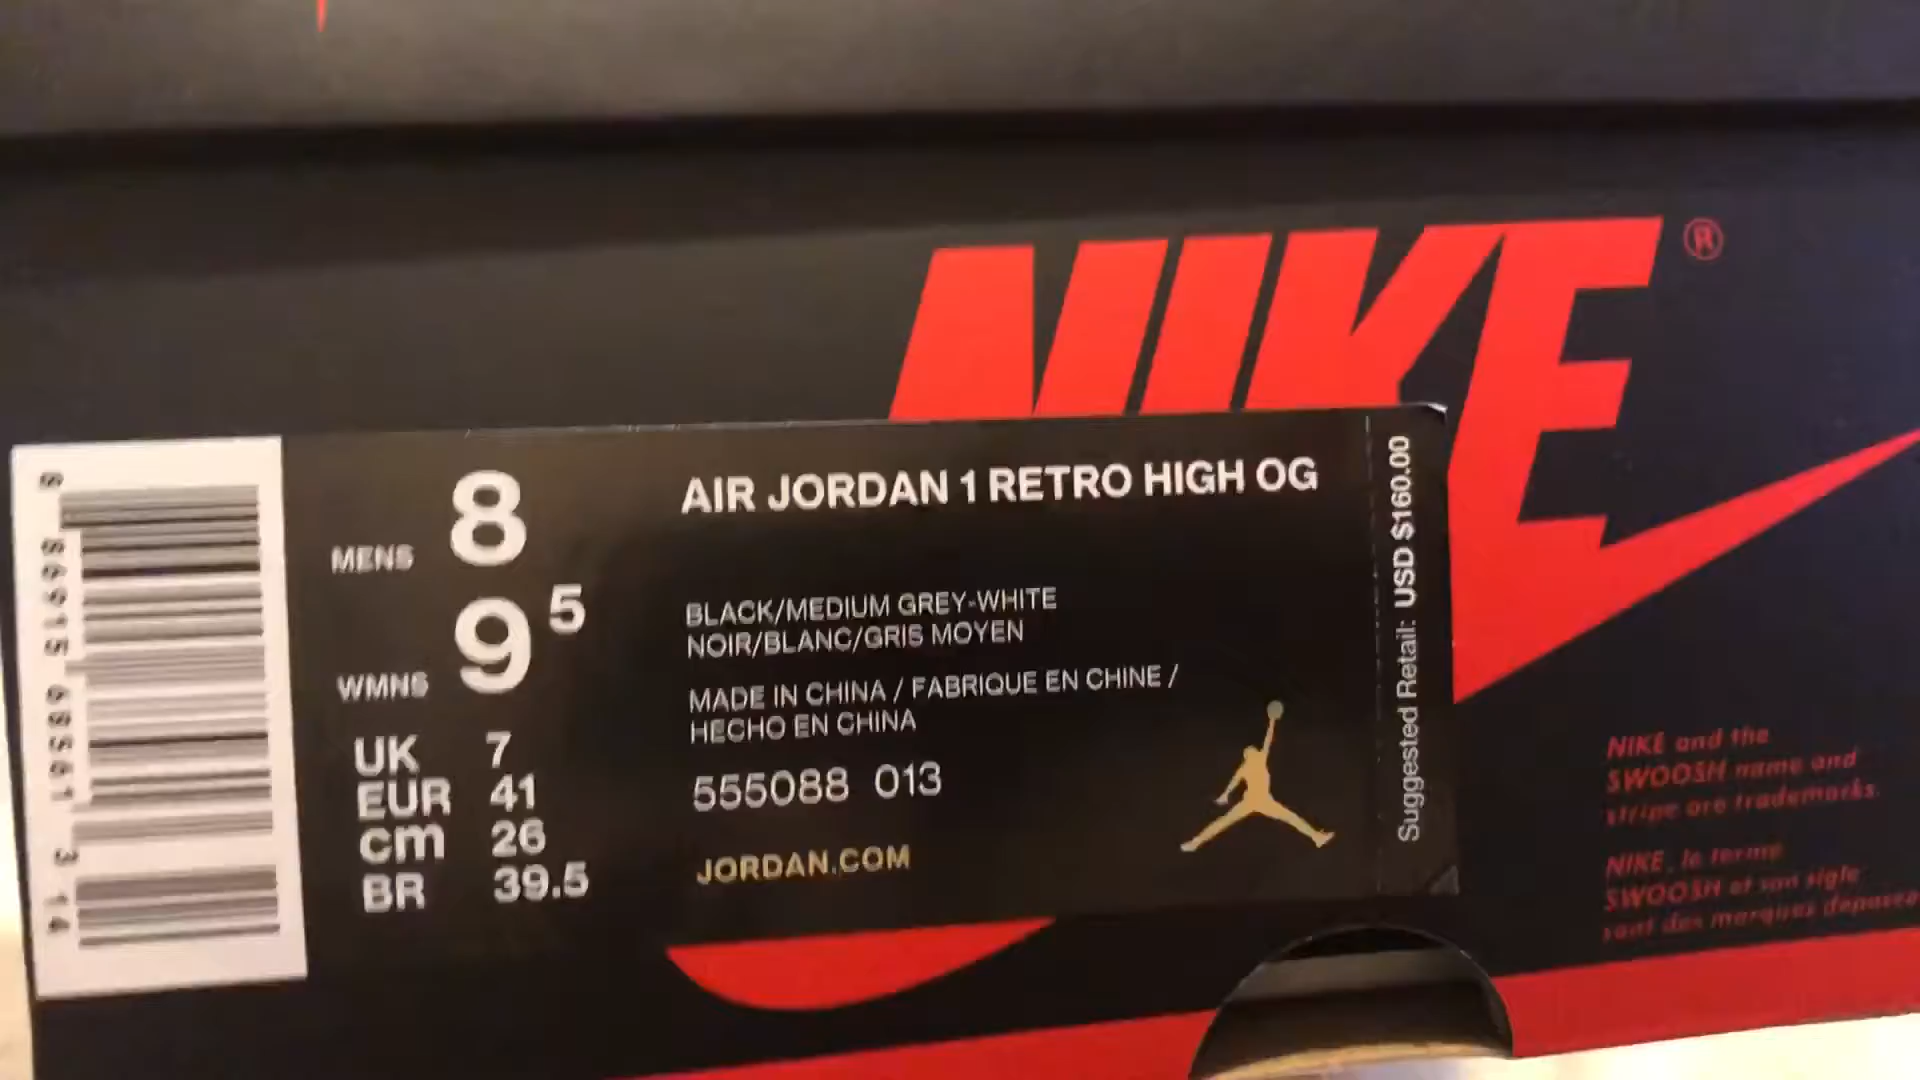 NIKE®
AIR JORDAN 1 RETRO HIGH OG
MENS 8
WMNS 9 5
UK 7
EUR 41
cm 26
BR 39.5
BLACK/MEDIUM GREY-WHITE
NOIR/BLANC/GRIS MOYEN
MADE IN CHINA / FABRIQUE EN CHINE /
HECHO EN CHINA
555088 013
JORDAN.COM
Suggested Retail: USD $160.00
NIKE and the
SWOOSH name and
stripe are trademarks.
NIKE, le terme
SWOOSH et son sigle
sont des marques